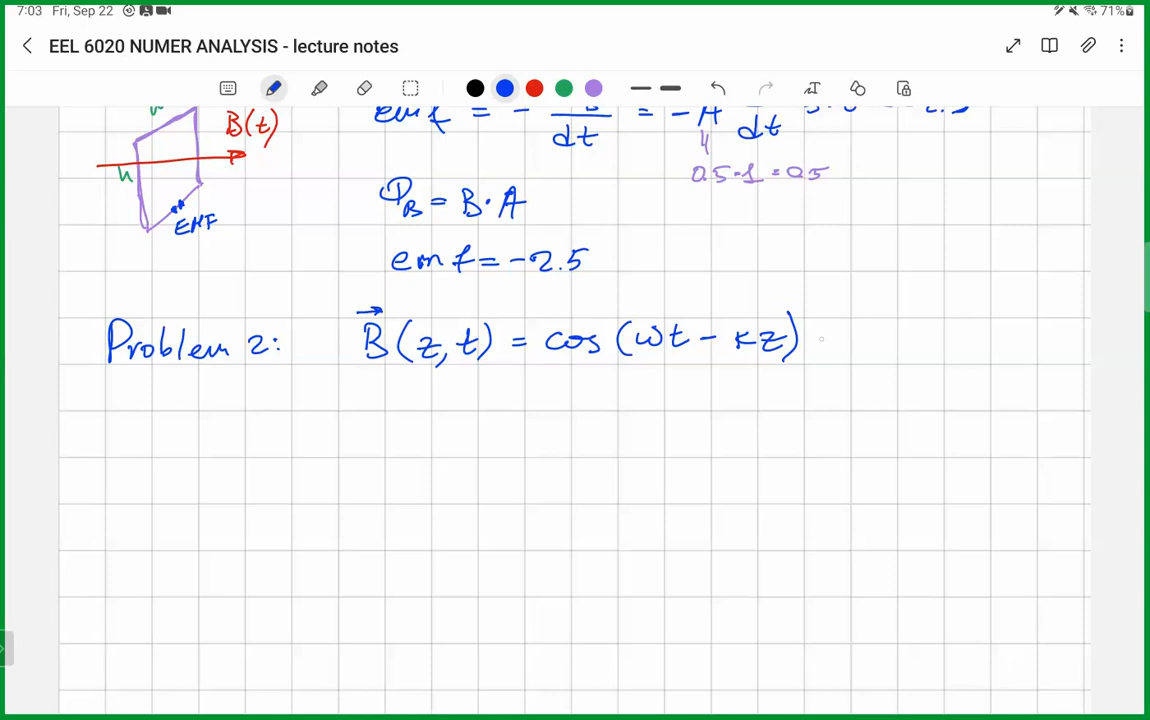 7:03 Fri, Sep 22 71%
EEL 6020 NUMER ANALYSIS - lecture notes
B(t)
emf = - dt = - A dt
0.5 · 1 = 0.5
h
Φ_B = B · A
EMF
emf = -2.5
Problem 2: B⃗(z, t) = cos(ωt - kz)